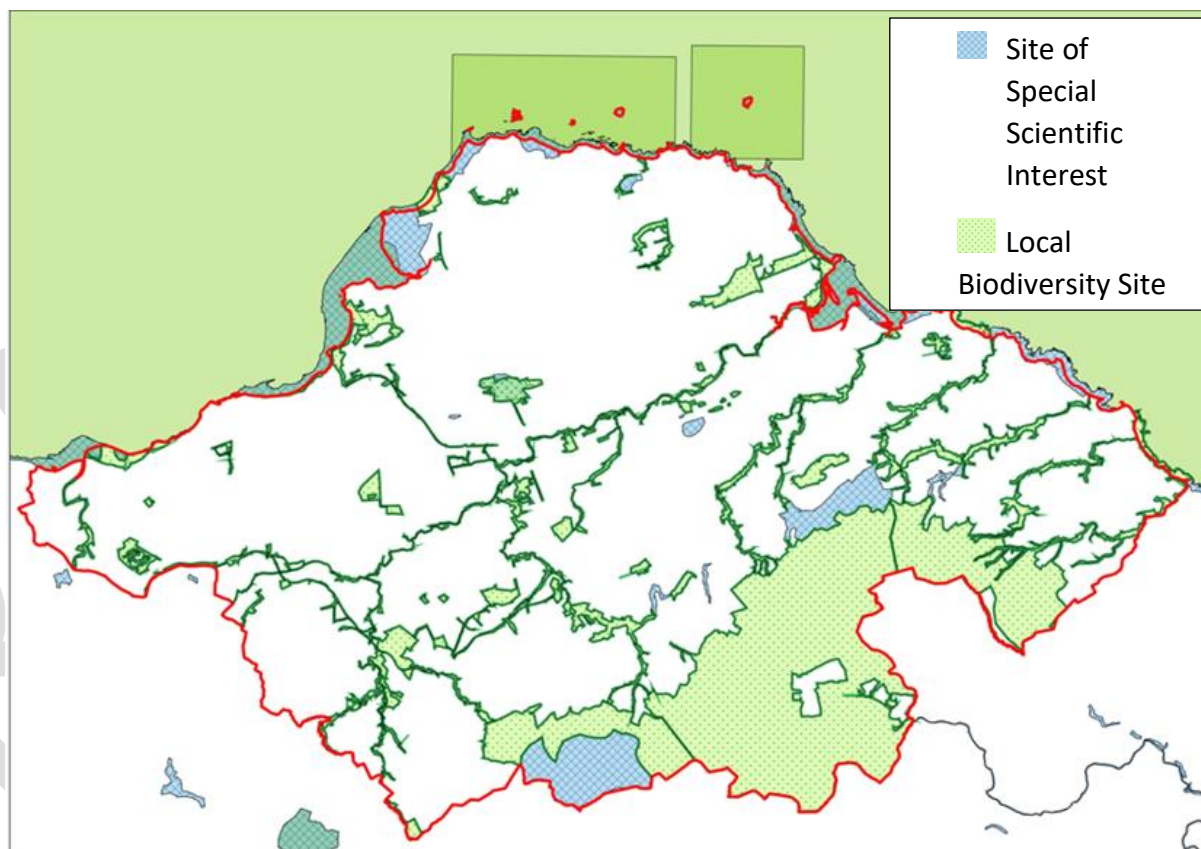 Site of
Special
Scientific
Interest
Local
Biodiversity Site